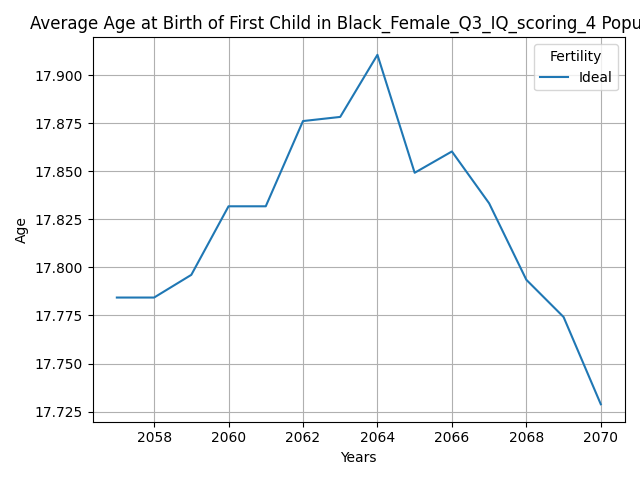 Average Age at Birth of First Child in Black_Female_Q3_IQ_scoring_4 Popu
Fertility
Ideal
17.900
17.875
17.850
17.825
17.800
17.775
17.750
17.725
Age
2058 2060 2062 2064 2066 2068 2070
Years